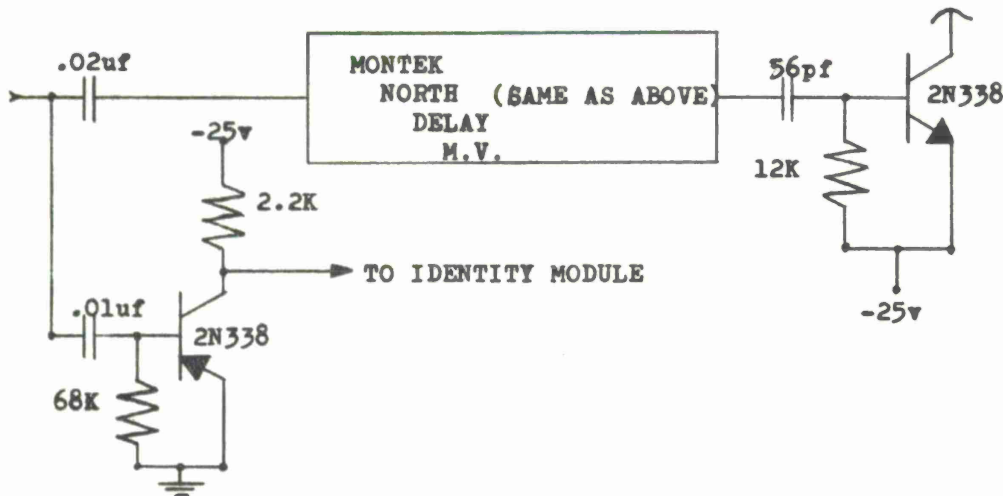 .02uf
MONTEK
NORTH (SAME AS ABOVE)
DELAY
M.V.
56pf
2N338
12K
-25v
-25v
2.2K
TO IDENTITY MODULE
.01uf
2N338
68K